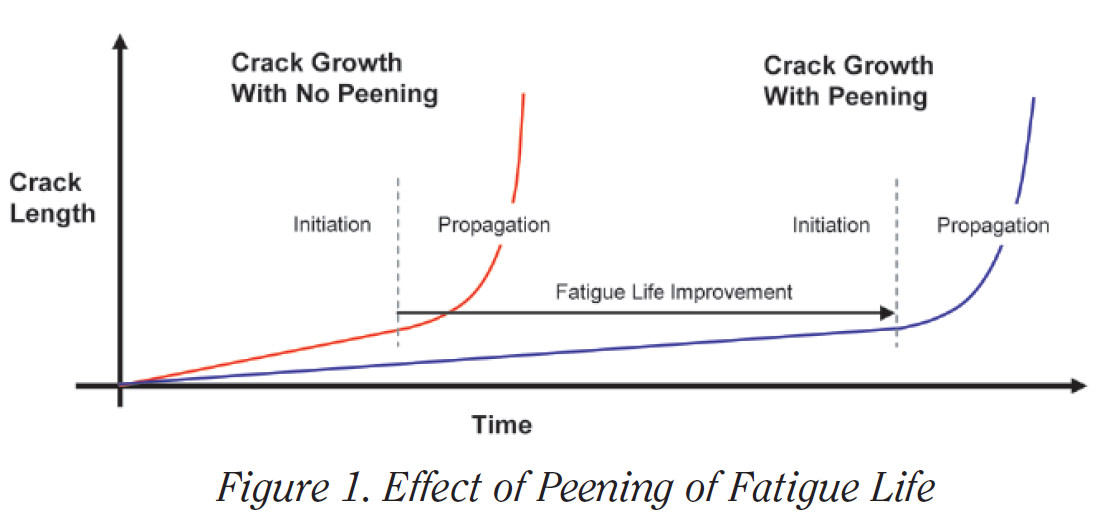 Crack Growth
With No Peening
Crack Growth
With Peening
Crack
Length
Initiation
Propagation
Initiation
Propagation
Fatigue Life Improvement
Time
Figure 1. Effect of Peening of Fatigue Life